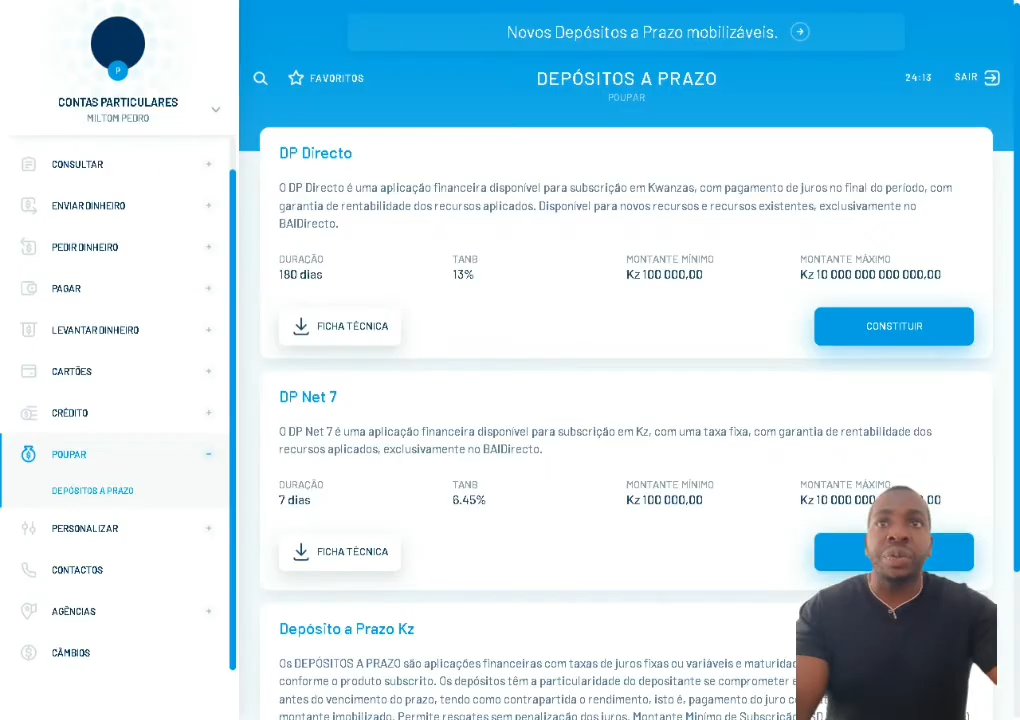 P
CONTAS PARTICULARES
MILTOM PEDRO
CONSULTAR
ENVIAR DINHEIRO
PEDIR DINHEIRO
PAGAR
LEVANTAR DINHEIRO
CARTÕES
CRÉDITO
POUPAR
DEPÓSITOS A PRAZO
PERSONALIZAR
CONTACTOS
AGÊNCIAS
CÂMBIOS
Novos Depósitos a Prazo mobilizáveis.
FAVORITOS
DEPÓSITOS A PRAZO
POUPAR
24:13
SAIR
DP Directo
O DP Directo é uma aplicação financeira disponível para subscrição em Kwanzas, com pagamento de juros no final do período, com
garantia de rentabilidade dos recursos aplicados. Disponível para novos recursos e recursos existentes, exclusivamente no
BAIDirecto.
DURAÇÃO TANB MONTANTE MÍNIMO MONTANTE MÁXIMO
180 dias 13% Kz 100 000,00 Kz 10 000 000 000 000,00
FICHA TÉCNICA CONSTITUIR
DP Net 7
O DP Net 7 é uma aplicação financeira disponível para subscrição em Kz, com uma taxa fixa, com garantia de rentabilidade dos
recursos aplicados, exclusivamente no BAIDirecto.
DURAÇÃO TANB MONTANTE MÍNIMO MONTANTE MÁXIMO
7 dias 6.45% Kz 100 000,00 Kz 10 000 00
FICHA TÉCNICA
Depósito a Prazo Kz
Os DEPÓSITOS A PRAZO são aplicações financeiras com taxas de juros fixas ou variáveis e
conforme o produto subscrito. Os depósitos têm a particularidade do depositante se comprometer
antes do vencimento do prazo, tendo como contrapartida o rendimento, isto é, pagamento do juro
montante imobilizado. Permite resgates sem penalização dos juros. Montante Mínimo de Subscrição